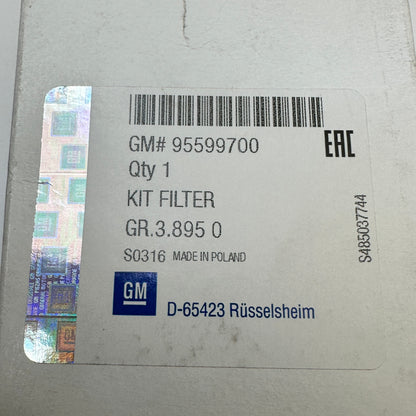 GM# 95599700
EAC
Qty 1
KIT FILTER
GR.3.895 0
S0316 MADE IN POLAND
S485037744
GM
D-65423 Rüsselsheim